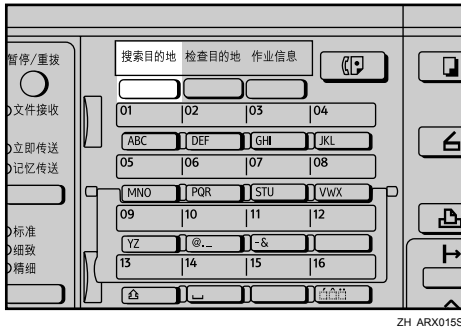 暂停/重拨
搜索目的地 检查目的地 作业信息
文件接收
01 02 03 04
立即传送
ABC DEF GHI JKL
记忆传送
05 06 07 08
MNO PQR STU VWX
09 10 11 12
标准
细致
YZ @._ -&
精细
13 14 15 16
ZH ARX015S